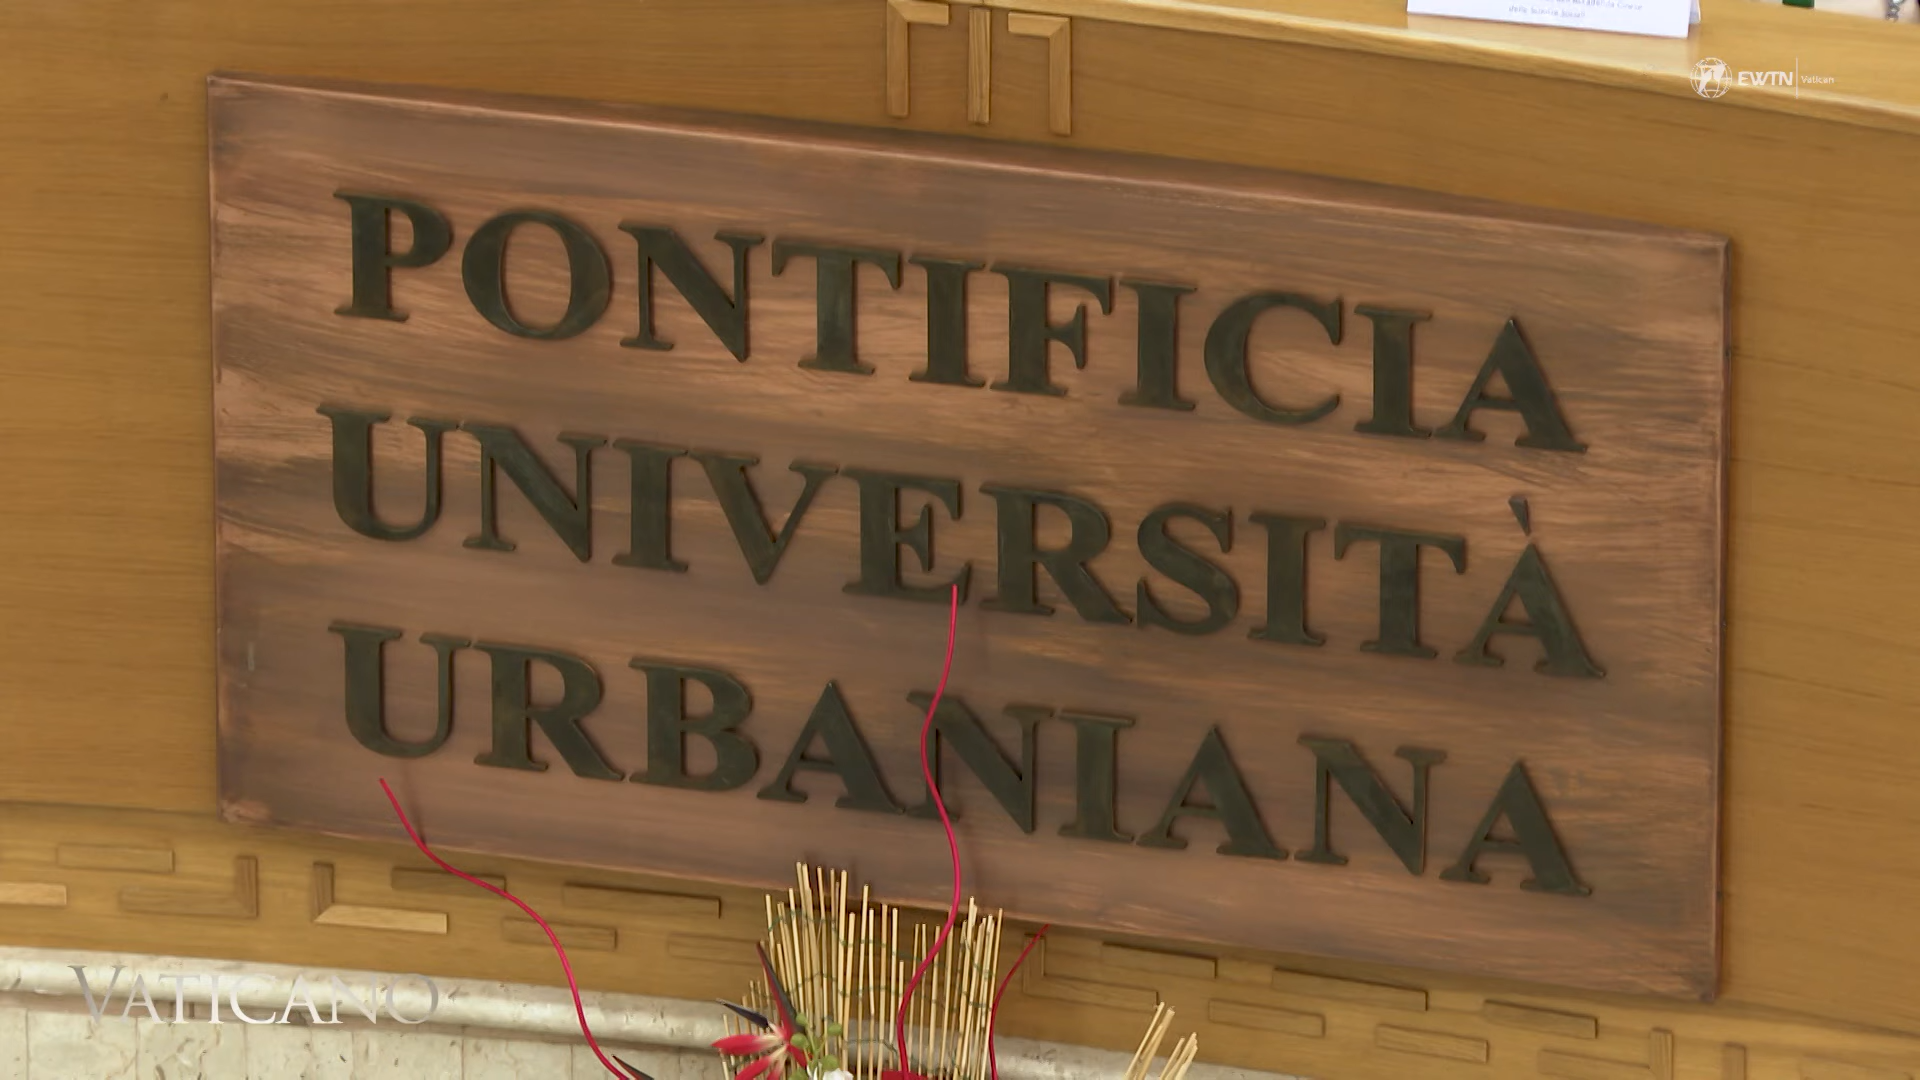 EWTN Vatican
PONTIFICIA
UNIVERSITÀ
URBANIANA
VATICANO